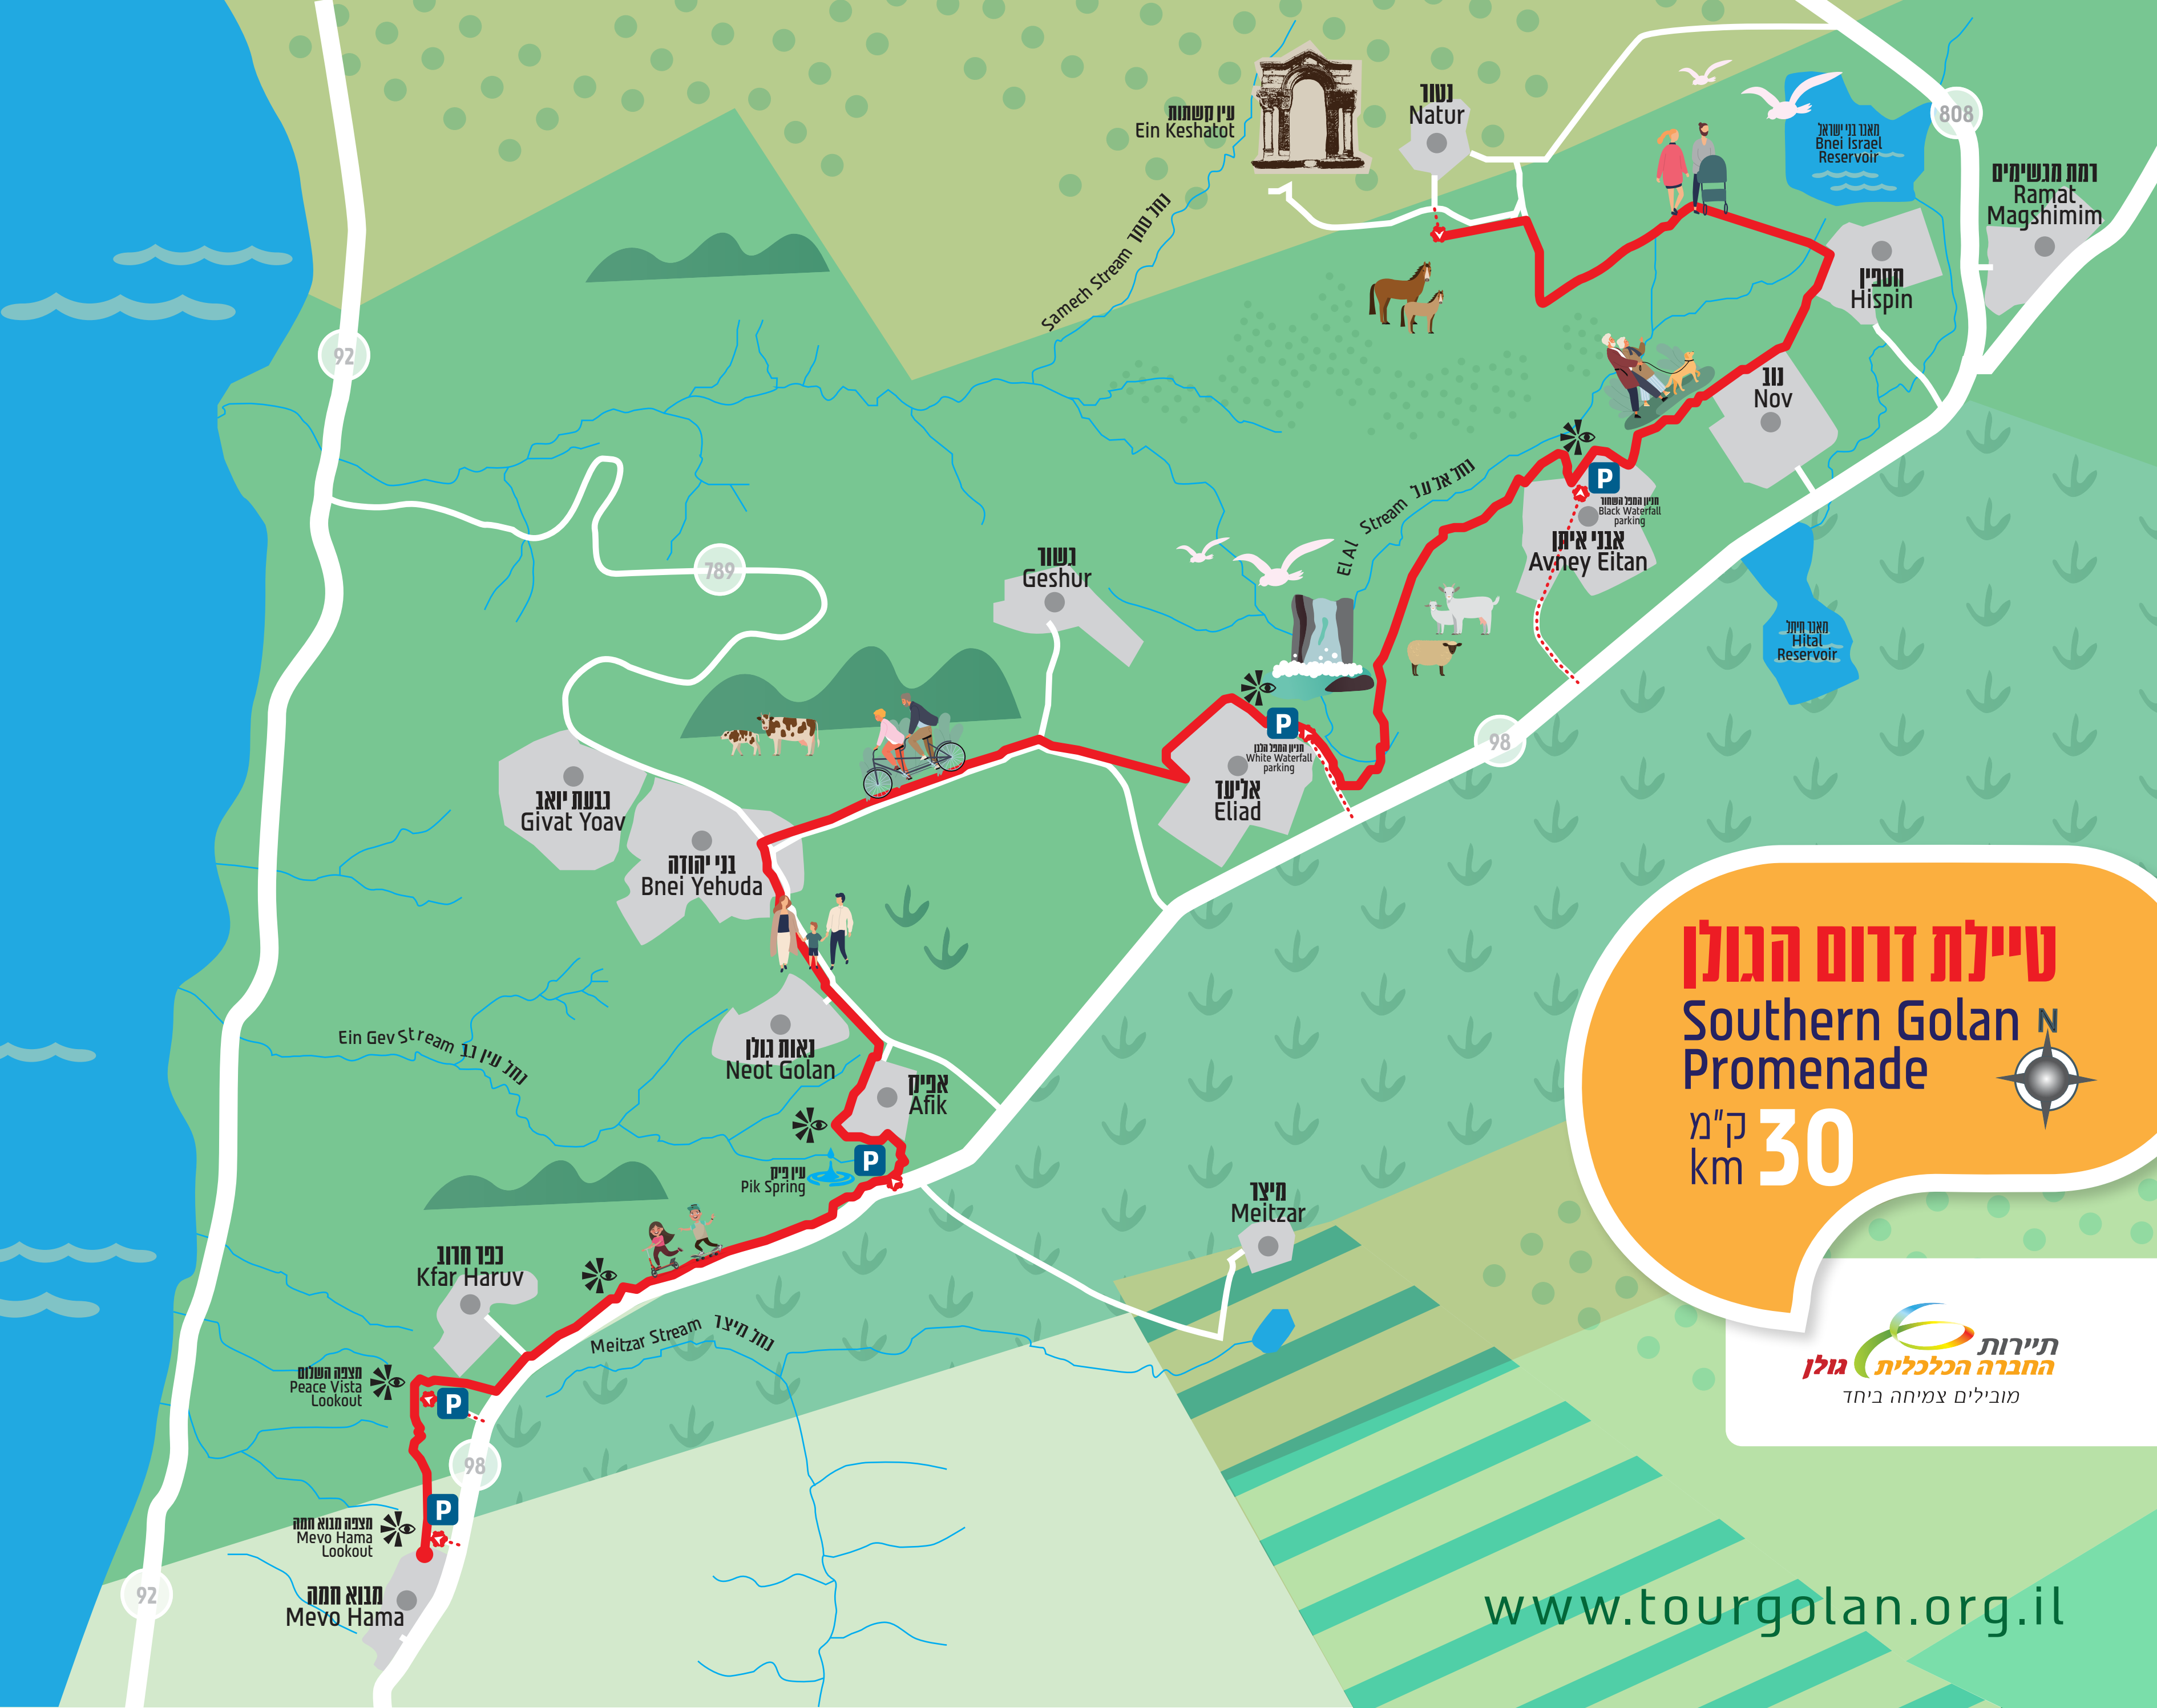 עין קשתות
Ein Keshatot
נטור
Natur
מאגר בני ישראל
Bnei Israel
Reservoir
808
רמת מגשימים
Ramat
Magshimim
חספין
Hispin
נחל סמך
Samech Stream
92
נוב
Nov
נחל אל על
El Al Stream
P
חניון המפל השחור
Black Waterfall
parking
אבני איתן
Avney Eitan
789
גשור
Geshur
מאגר חיתל
Hital
Reservoir
98
P
חניון המפל הלבן
White Waterfall
parking
אליעד
Eliad
גבעת יואב
Givat Yoav
בני יהודה
Bnei Yehuda
נאות גולן
Neot Golan
Ein Gev Stream נחל עין גב
אפיק
Afik
P
עין פיק
Pik Spring
מיצר
Meitzar
כפר חרוב
Kfar Haruv
Meitzar Stream נחל מיצר
מצפה השלום
Peace Vista
Lookout
P
98
P
מצפה מבוא חמה
Mevo Hama
Lookout
92
מבוא חמה
Mevo Hama
טיילת דרום הגולן
Southern Golan
Promenade
N
ק"מ
km
30
תיירות
החברה הכלכלית גולן
מובילים צמיחה ביחד
www.tourgolan.org.il